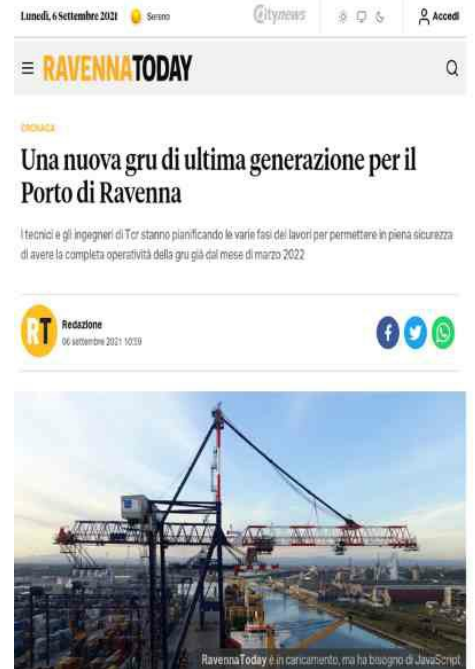 Lunedì, 6 Settembre 2021 Sereno Citynews Accedi
RAVENNATODAY
CRONACA
Una nuova gru di ultima generazione per il
Porto di Ravenna
I tecnici e gli ingegneri di Tcr stanno pianificando le varie fasi dei lavori per permettere in piena sicurezza
di avere la completa operatività della gru già dal mese di marzo 2022
RT
Redazione
06 settembre 2021 10:59
RavennaToday è in caricamento, ma ha bisogno di JavaScript